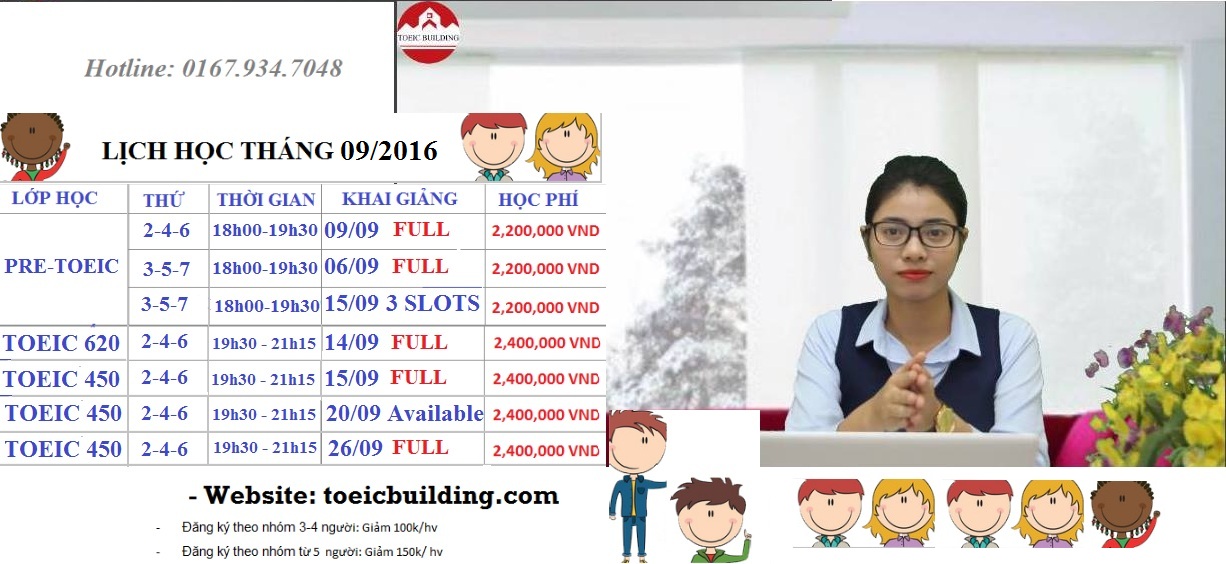 TOEIC BUILDING
Hotline: 0167.934.7048
LỊCH HỌC THÁNG 09/2016
LỚP HỌC THỨ THỜI GIAN KHAI GIẢNG HỌC PHÍ
2-4-6 18h00-19h30 09/09 FULL 2,200,000 VND
PRE-TOEIC 3-5-7 18h00-19h30 06/09 FULL 2,200,000 VND
3-5-7 18h00-19h30 15/09 3 SLOTS 2,200,000 VND
TOEIC 620 2-4-6 19h30 - 21h15 14/09 FULL 2,400,000 VND
TOEIC 450 2-4-6 19h30 - 21h15 15/09 FULL 2,400,000 VND
TOEIC 450 2-4-6 19h30 - 21h15 20/09 Available 2,400,000 VND
TOEIC 450 2-4-6 19h30 - 21h15 26/09 FULL 2,400,000 VND
- Website: toeicbuilding.com
- Đăng ký theo nhóm 3-4 người: Giảm 100k/hv
- Đăng ký theo nhóm từ 5 người: Giảm 150k/ hv